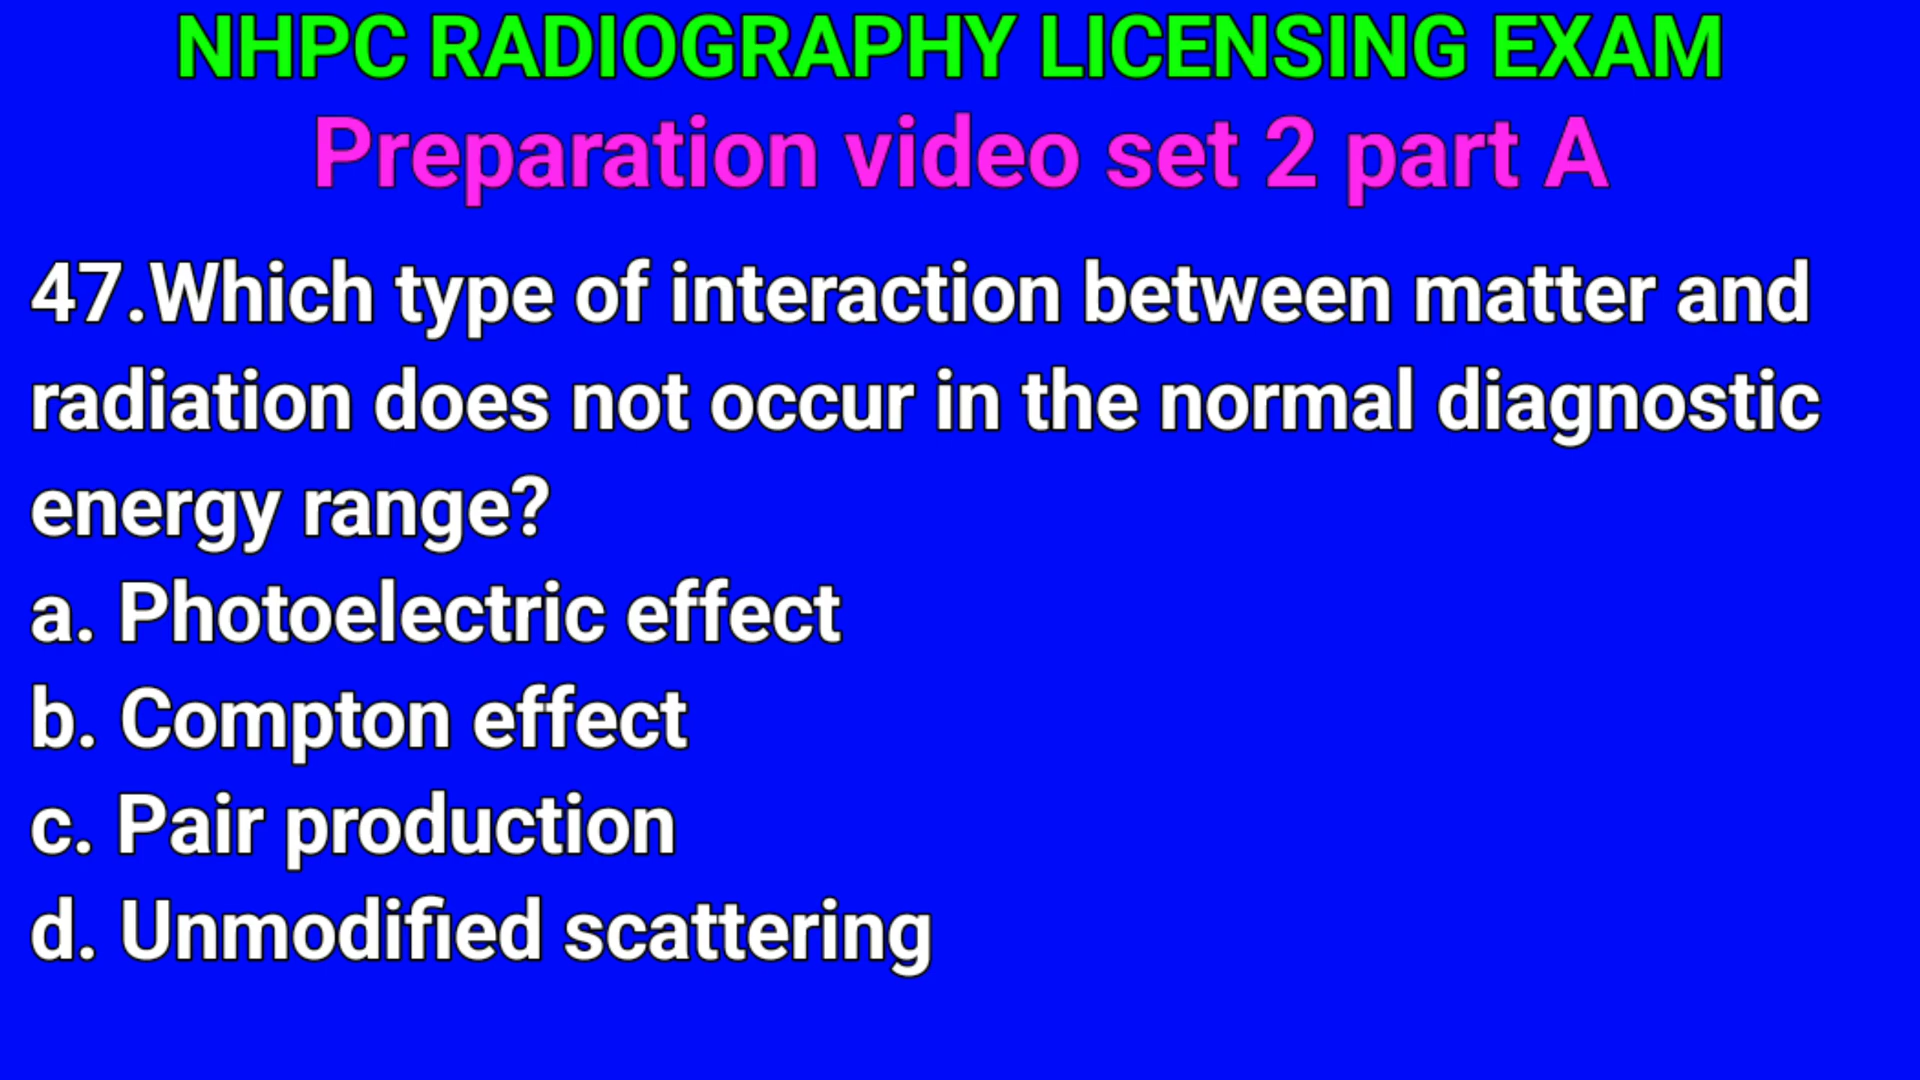 NHPC RADIOGRAPHY LICENSING EXAM
Preparation video set 2 part A
47.Which type of interaction between matter and
radiation does not occur in the normal diagnostic
energy range?
a. Photoelectric effect
b. Compton effect
c. Pair production
d. Unmodified scattering